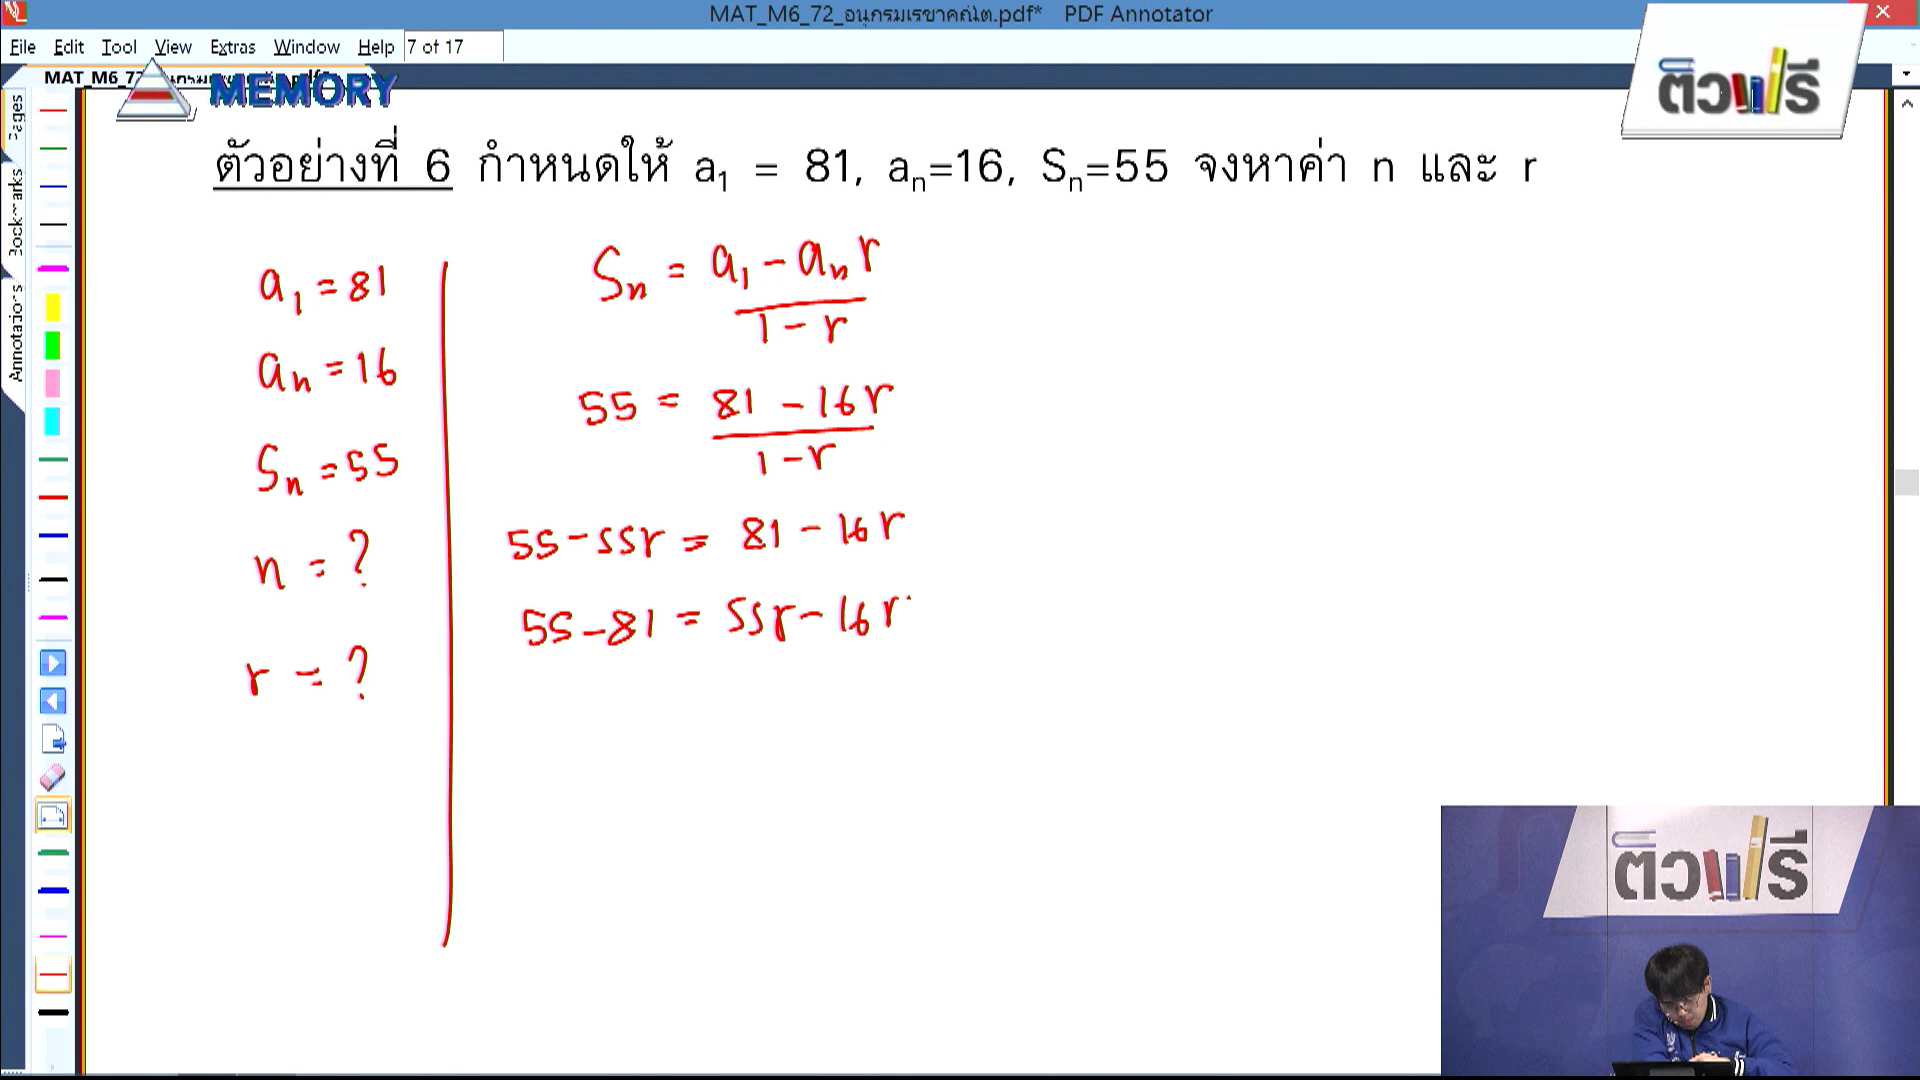 MAT_M6_72_อนุกรมเรขาคณิต.pdf* PDF Annotator
File Edit Tool View Extras Window Help 7 of 17
MAT_M6_72
MEMORY
ติวฟรี
Pages
Bookmarks
Annotations
ตัวอย่างที่ 6 กำหนดให้ a₁ = 81, aₙ=16, Sₙ=55 จงหาค่า n และ r
a₁ = 81
aₙ = 16
Sₙ = 55
n = ?
r = ?
Sₙ = a₁ - aₙ r
1 - r
55 = 81 - 16r
1 - r
55 - 55r = 81 - 16r
55 - 81 = 55r - 16r
ติวฟรี